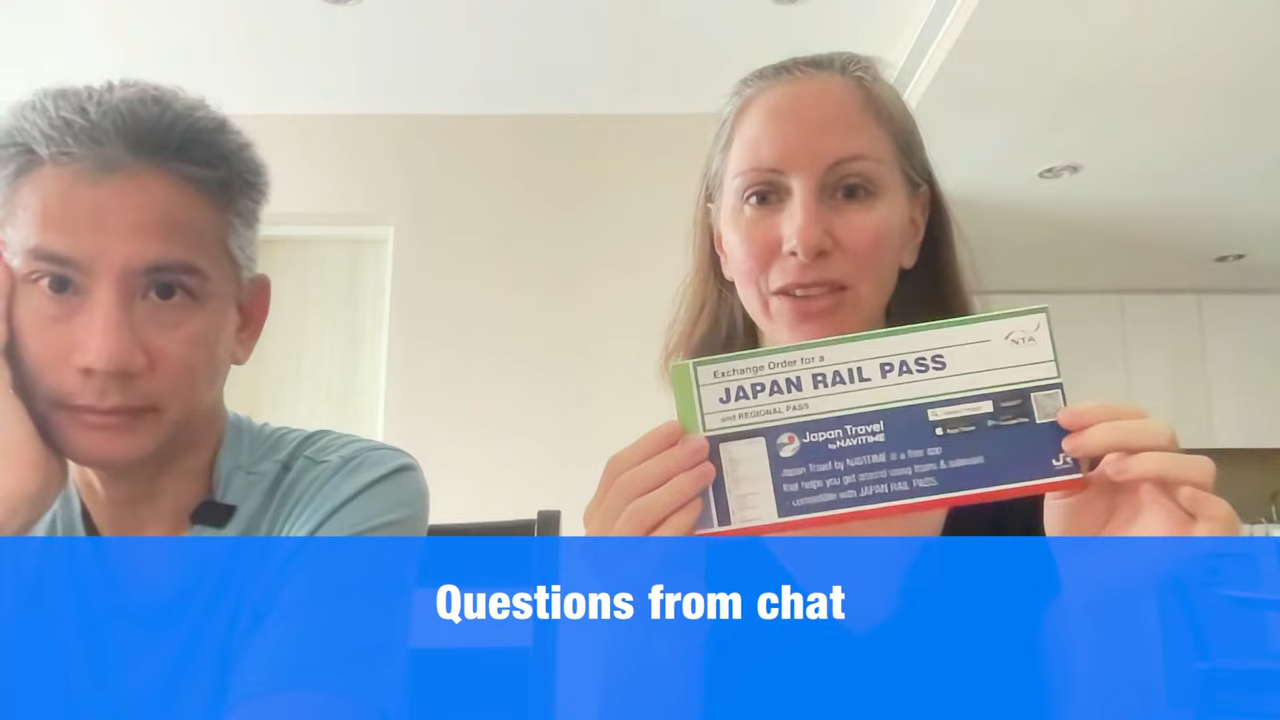 Exchange Order for a
JAPAN RAIL PASS
and REGIONAL PASS
NTA
Japan Travel
by NAVITIME
Japan Travel by NAVITIME is a free app
that helps you get around using trains & subways
- compatible with JAPAN RAIL PASS.
JR
Questions from chat